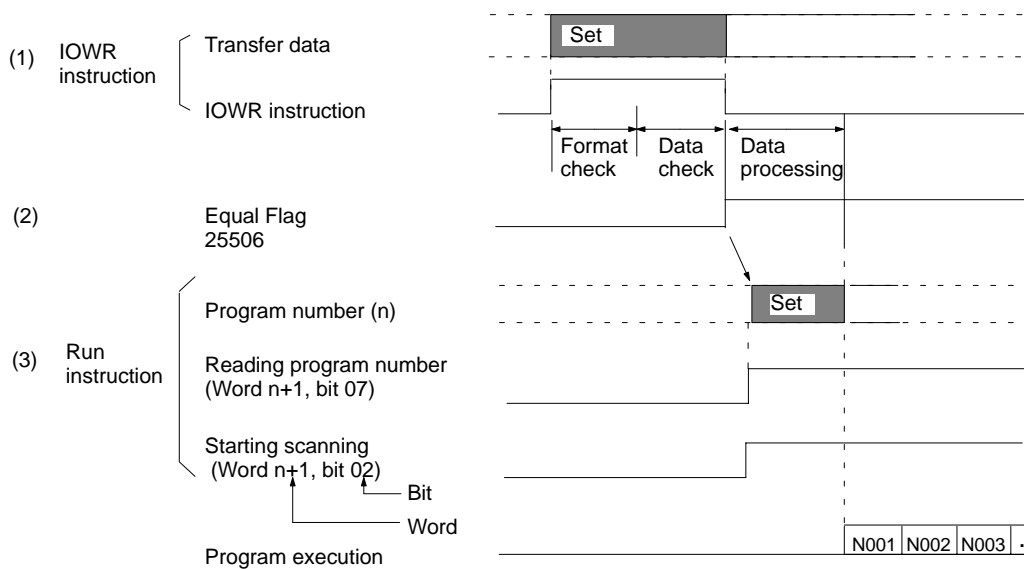 (1) IOWR
instruction
Transfer data
Set
IOWR instruction
Format
check
Data
check
Data
processing
(2)
Equal Flag
25506
(3) Run
instruction
Program number (n)
Set
Reading program number
(Word n+1, bit 07)
Starting scanning
(Word n+1, bit 02)
Bit
Word
Program execution
N001 N002 N003 .